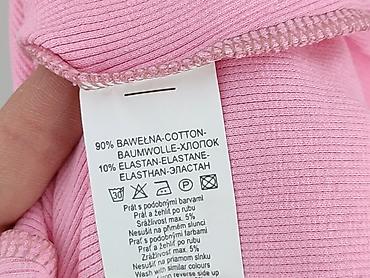 90% BAWEŁNA-COTTON-
BAUMWOLLE-ХЛОПОК
10% ELASTAN-ELASTANE-
ELASTHAN-ЭЛАСТАН
30
Prát s podobnými barvami
Prát a žehlit po rubu
Srážlivost max. 5%
Nesušit na přímém slunci
Prať s podobnými farbami
Prať a žehliť po rubu
Zrážlivosť max. 5%
Nesušiť na priamom slnku
Wash with similar colours